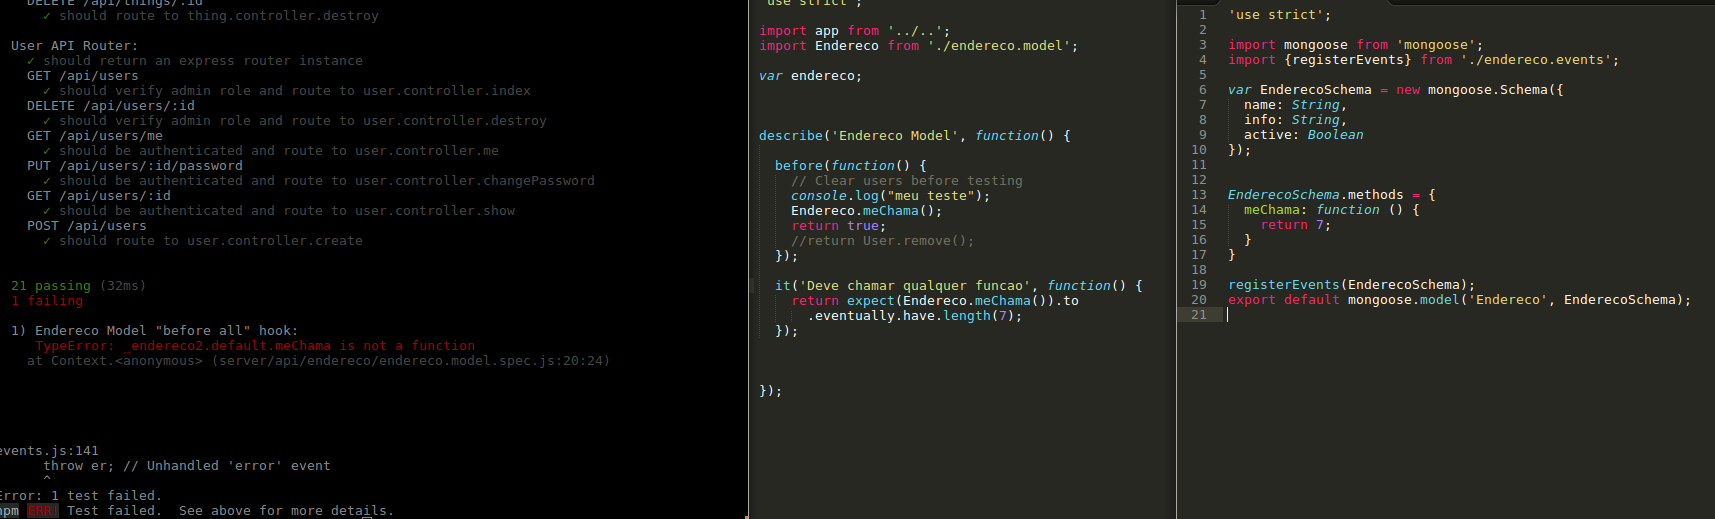 DELETE /api/things/:id
✓ should route to thing.controller.destroy
User API Router:
✓ should return an express router instance
GET /api/users
✓ should verify admin role and route to user.controller.index
DELETE /api/users/:id
✓ should verify admin role and route to user.controller.destroy
GET /api/users/me
✓ should be authenticated and route to user.controller.me
PUT /api/users/:id/password
✓ should be authenticated and route to user.controller.changePassword
GET /api/users/:id
✓ should be authenticated and route to user.controller.show
POST /api/users
✓ should route to user.controller.create
21 passing (32ms)
1 failing
1) Endereco Model "before all" hook:
TypeError: _endereco2.default.meChama is not a function
at Context.<anonymous> (server/api/endereco/endereco.model.spec.js:20:24)
events.js:141
throw er; // Unhandled 'error' event
^
Error: 1 test failed.
npm ERR! Test failed.  See above for more details.
'use strict';
import app from '../..';
import Endereco from './endereco.model';
var endereco;
describe('Endereco Model', function() {
before(function() {
// Clear users before testing
console.log("meu teste");
Endereco.meChama();
return true;
//return User.remove();
});
it('Deve chamar qualquer funcao', function() {
return expect(Endereco.meChama()).to
.eventually.have.length(7);
});
});
1 'use strict';
2
3 import mongoose from 'mongoose';
4 import {registerEvents} from './endereco.events';
5
6 var EnderecoSchema = new mongoose.Schema({
7 name: String,
8 info: String,
9 active: Boolean
10 });
11
12
13 EnderecoSchema.methods = {
14 meChama: function () {
15 return 7;
16 }
17 }
18
19 registerEvents(EnderecoSchema);
20 export default mongoose.model('Endereco', EnderecoSchema);
21